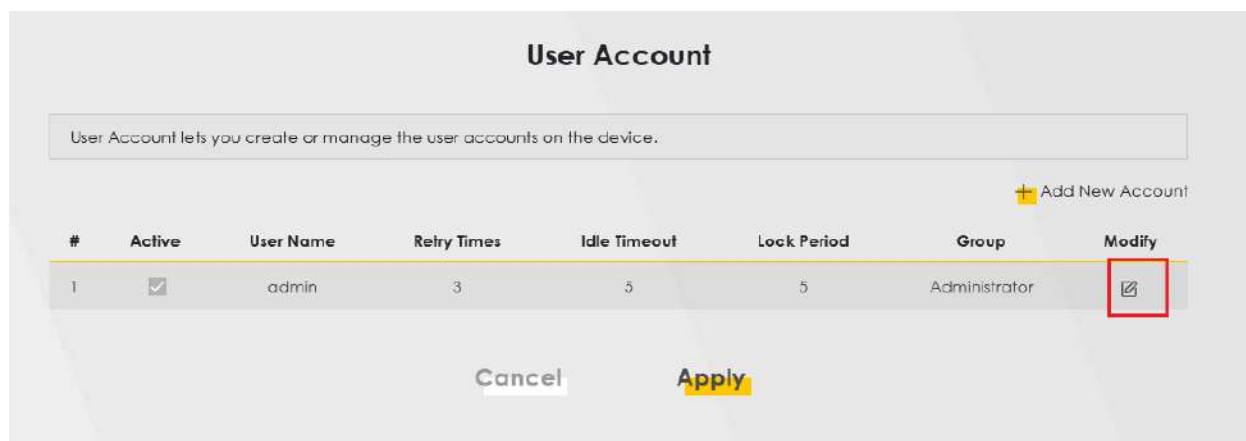 User Account
User Account lets you create or manage the user accounts on the device.
+ Add New Account
# Active User Name Retry Times Idle Timeout Lock Period Group Modify
1 admin 3 5 5 Administrator
Cancel Apply